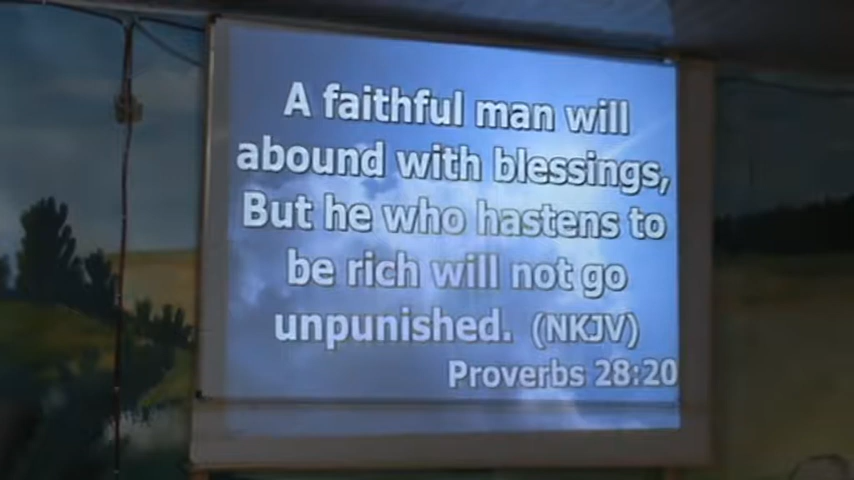 A faithful man will
abound with blessings,
But he who hastens to
be rich will not go
unpunished. (NKJV)
Proverbs 28:20